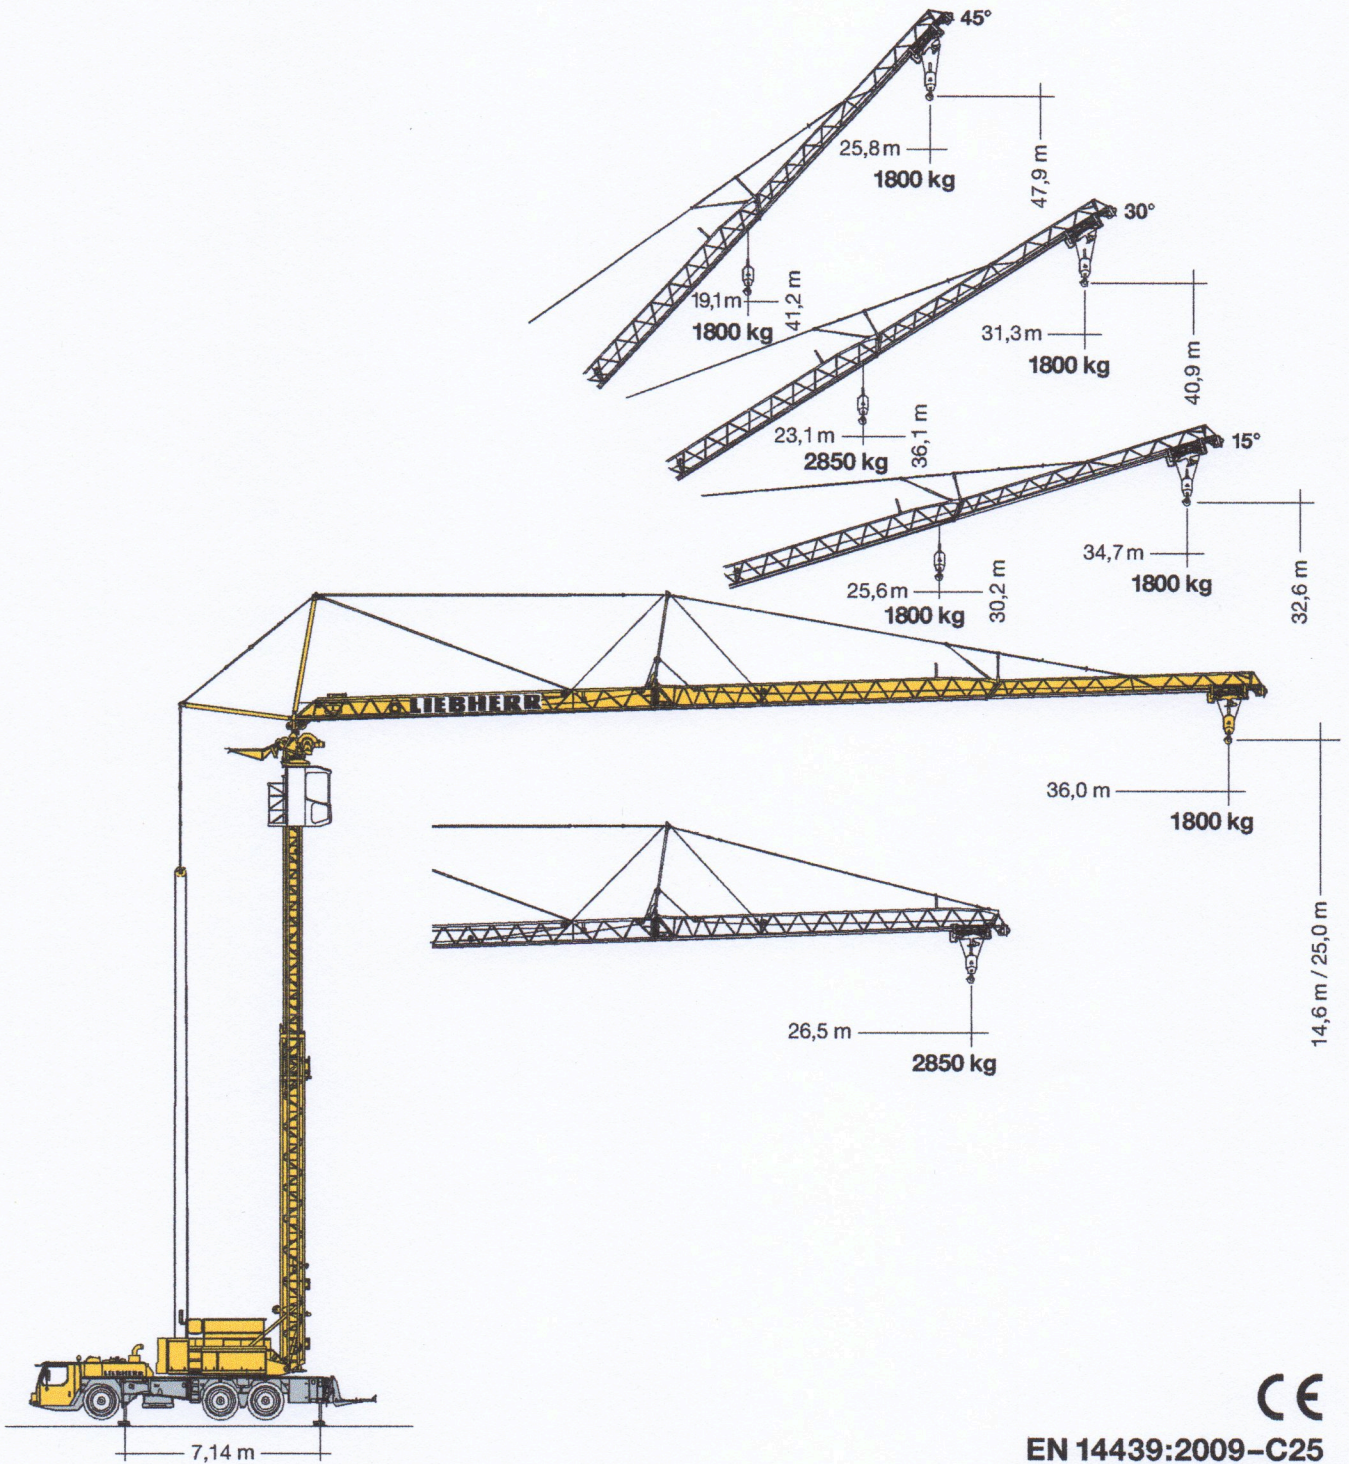 45°
25,8 m
1800 kg
47,9 m
30°
19,1 m
1800 kg
41,2 m
31,3 m
1800 kg
40,9 m
23,1 m
2850 kg
36,1 m
15°
34,7 m
1800 kg
32,6 m
25,6 m
1800 kg
30,2 m
LIEBHERR
36,0 m
1800 kg
14,6 m / 25,0 m
26,5 m
2850 kg
LIEBHERR
7,14 m
CE
EN 14439:2009–C25